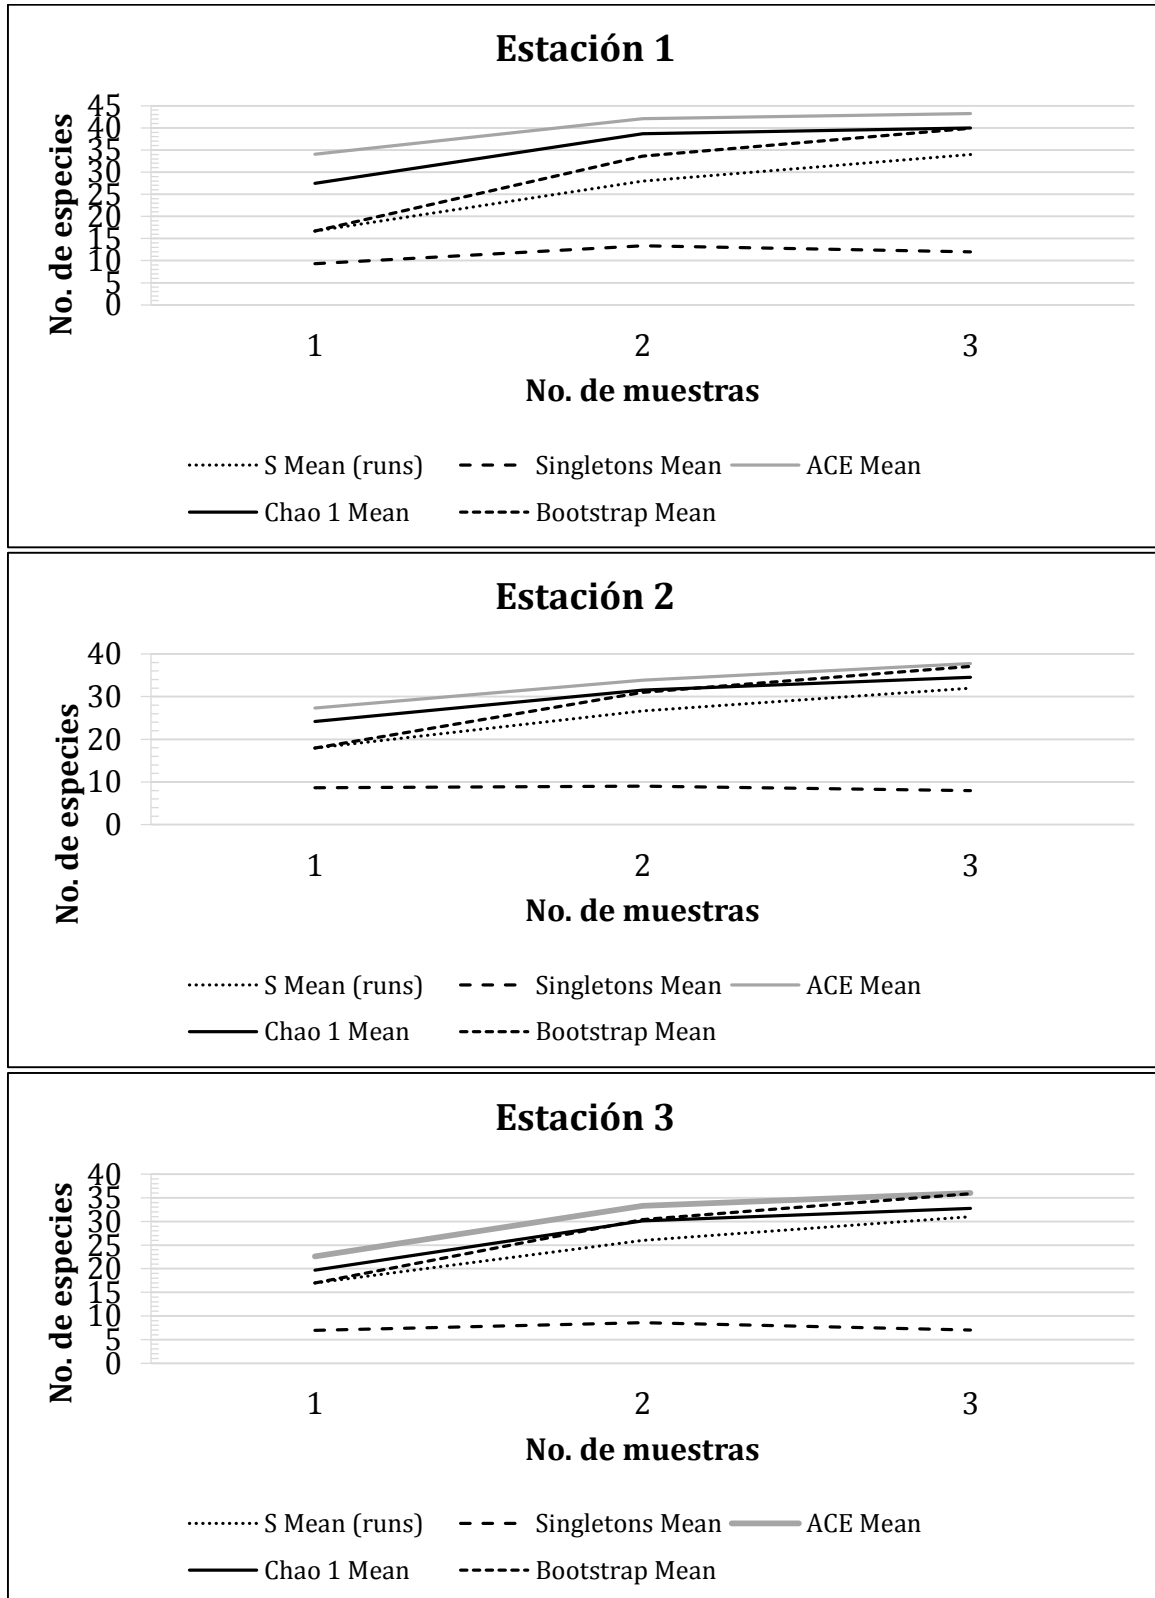 Estación 1
No. de especies
45
40
35
30
25
20
15
10
5
0
1 2 3
No. de muestras
S Mean (runs) Singletons Mean ACE Mean
Chao 1 Mean Bootstrap Mean
Estación 2
No. de especies
40
30
20
10
0
1 2 3
No. de muestras
S Mean (runs) Singletons Mean ACE Mean
Chao 1 Mean Bootstrap Mean
Estación 3
No. de especies
40
35
30
25
20
15
10
5
0
1 2 3
No. de muestras
S Mean (runs) Singletons Mean ACE Mean
Chao 1 Mean Bootstrap Mean